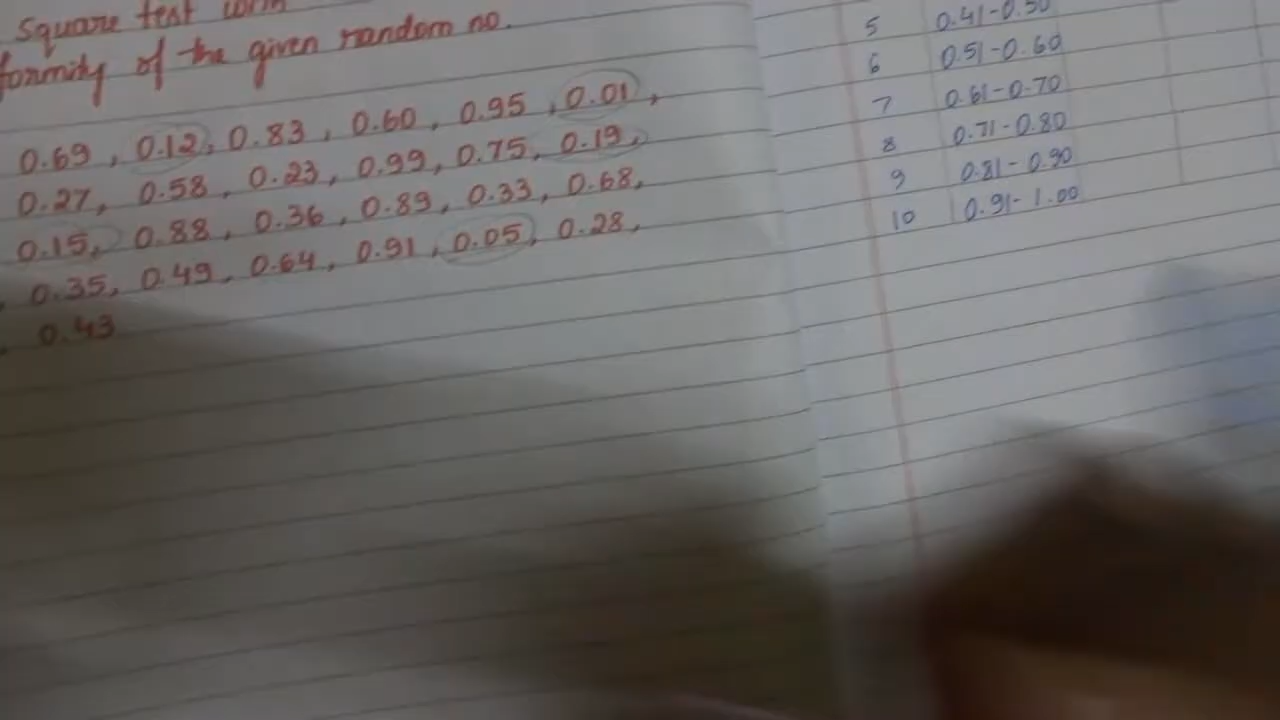 square test with
formity of the given random no.
0.69, 0.12, 0.83, 0.60, 0.95, 0.01,
0.27, 0.58, 0.23, 0.99, 0.75, 0.19,
0.15, 0.88, 0.36, 0.89, 0.33, 0.68,
0.35, 0.49, 0.64, 0.91, 0.05, 0.28,
0.43
5 0.41-0.50
6 0.51-0.60
7 0.61-0.70
8 0.71-0.80
9 0.81-0.90
10 0.91-1.00